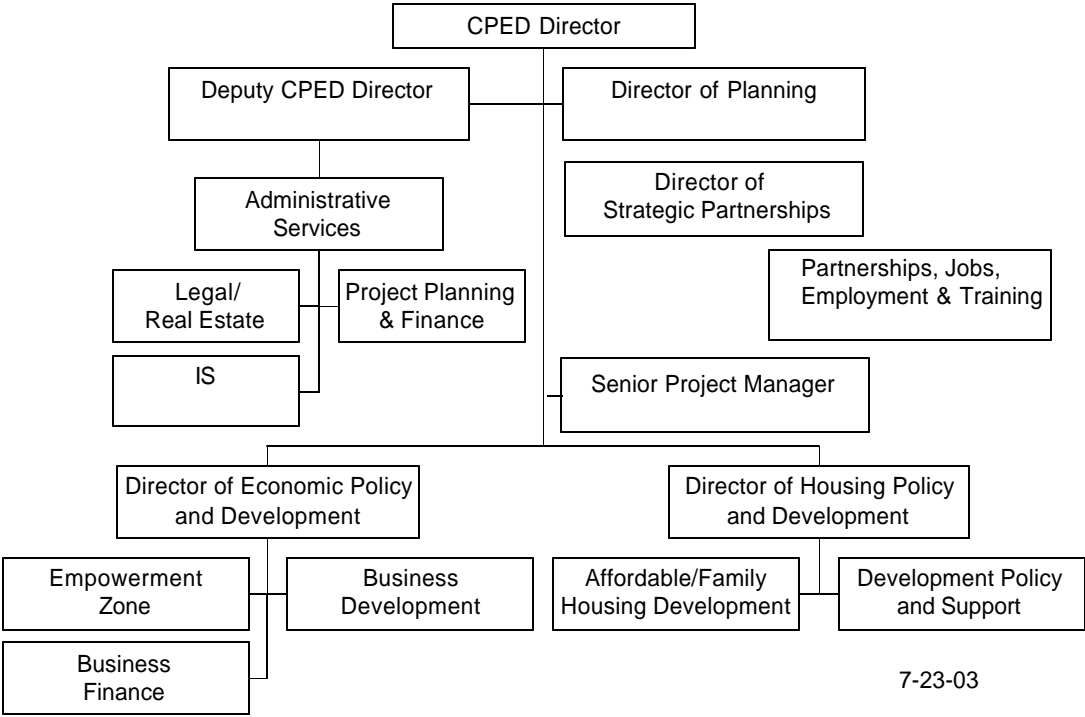 CPED Director
Deputy CPED Director
Director of Planning
Director of
Strategic Partnerships
Administrative
Services
Partnerships, Jobs,
Employment & Training
Legal/
Real Estate
Project Planning
& Finance
IS
Senior Project Manager
Director of Economic Policy
and Development
Director of Housing Policy
and Development
Empowerment
Zone
Business
Development
Affordable/Family
Housing Development
Development Policy
and Support
Business
Finance
7-23-03